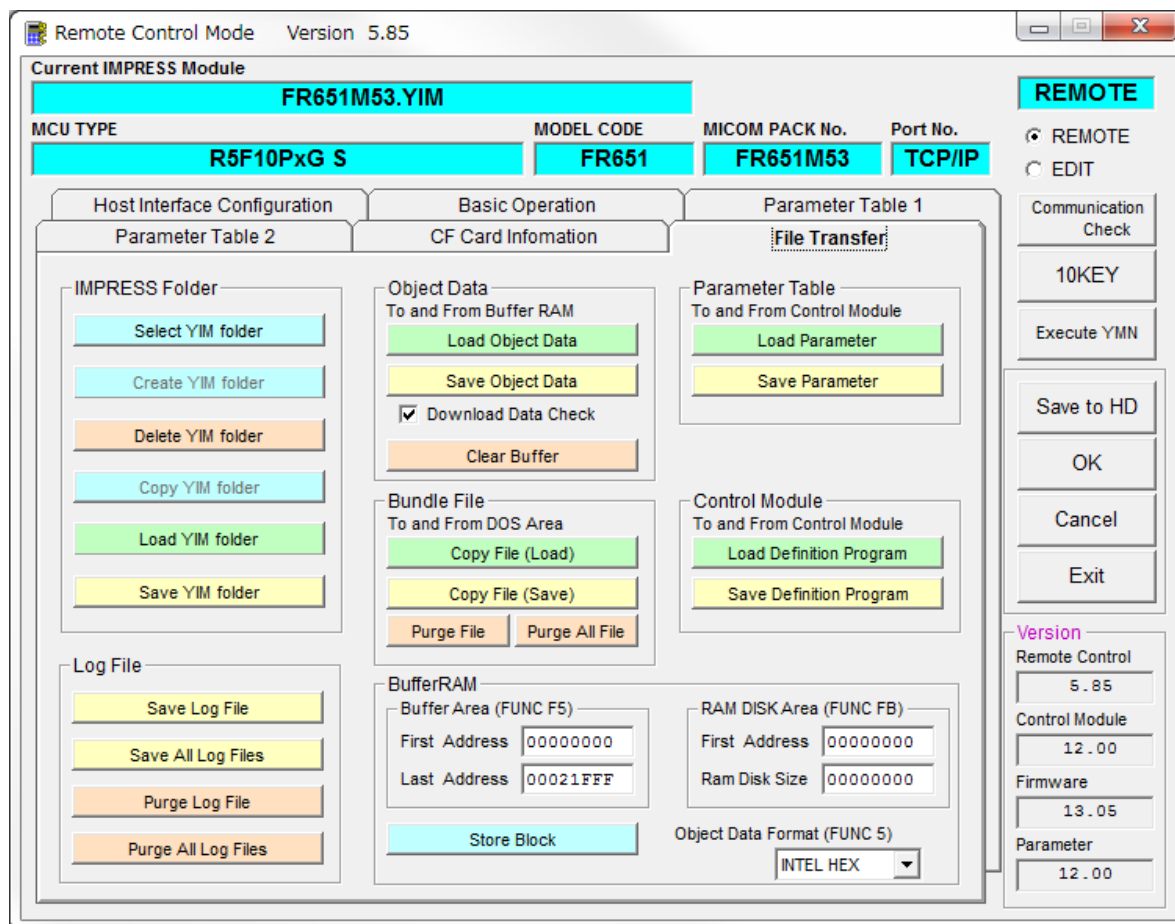 Remote Control Mode Version 5.85
Current IMPRESS Module
FR651M53.YIM
MCU TYPE
MODEL CODE
MICOM PACK No.
Port No.
R5F10PxG S
FR651
FR651M53
TCP/IP
REMOTE
REMOTE
EDIT
Host Interface Configuration
Basic Operation
Parameter Table 1
Parameter Table 2
CF Card Infomation
File Transfer
IMPRESS Folder
Select YIM folder
Create YIM folder
Delete YIM folder
Copy YIM folder
Load YIM folder
Save YIM folder
Log File
Save Log File
Save All Log Files
Purge Log File
Purge All Log Files
Object Data
To and From Buffer RAM
Load Object Data
Save Object Data
Download Data Check
Clear Buffer
Bundle File
To and From DOS Area
Copy File (Load)
Copy File (Save)
Purge File
Purge All File
Parameter Table
To and From Control Module
Load Parameter
Save Parameter
Control Module
To and From Control Module
Load Definition Program
Save Definition Program
BufferRAM
Buffer Area (FUNC F5)
First Address 00000000
Last Address 00021FFF
Store Block
RAM DISK Area (FUNC FB)
First Address 00000000
Ram Disk Size 00000000
Object Data Format (FUNC 5)
INTEL HEX
Communication
Check
10KEY
Execute YMN
Save to HD
OK
Cancel
Exit
Version
Remote Control
5.85
Control Module
12.00
Firmware
13.05
Parameter
12.00